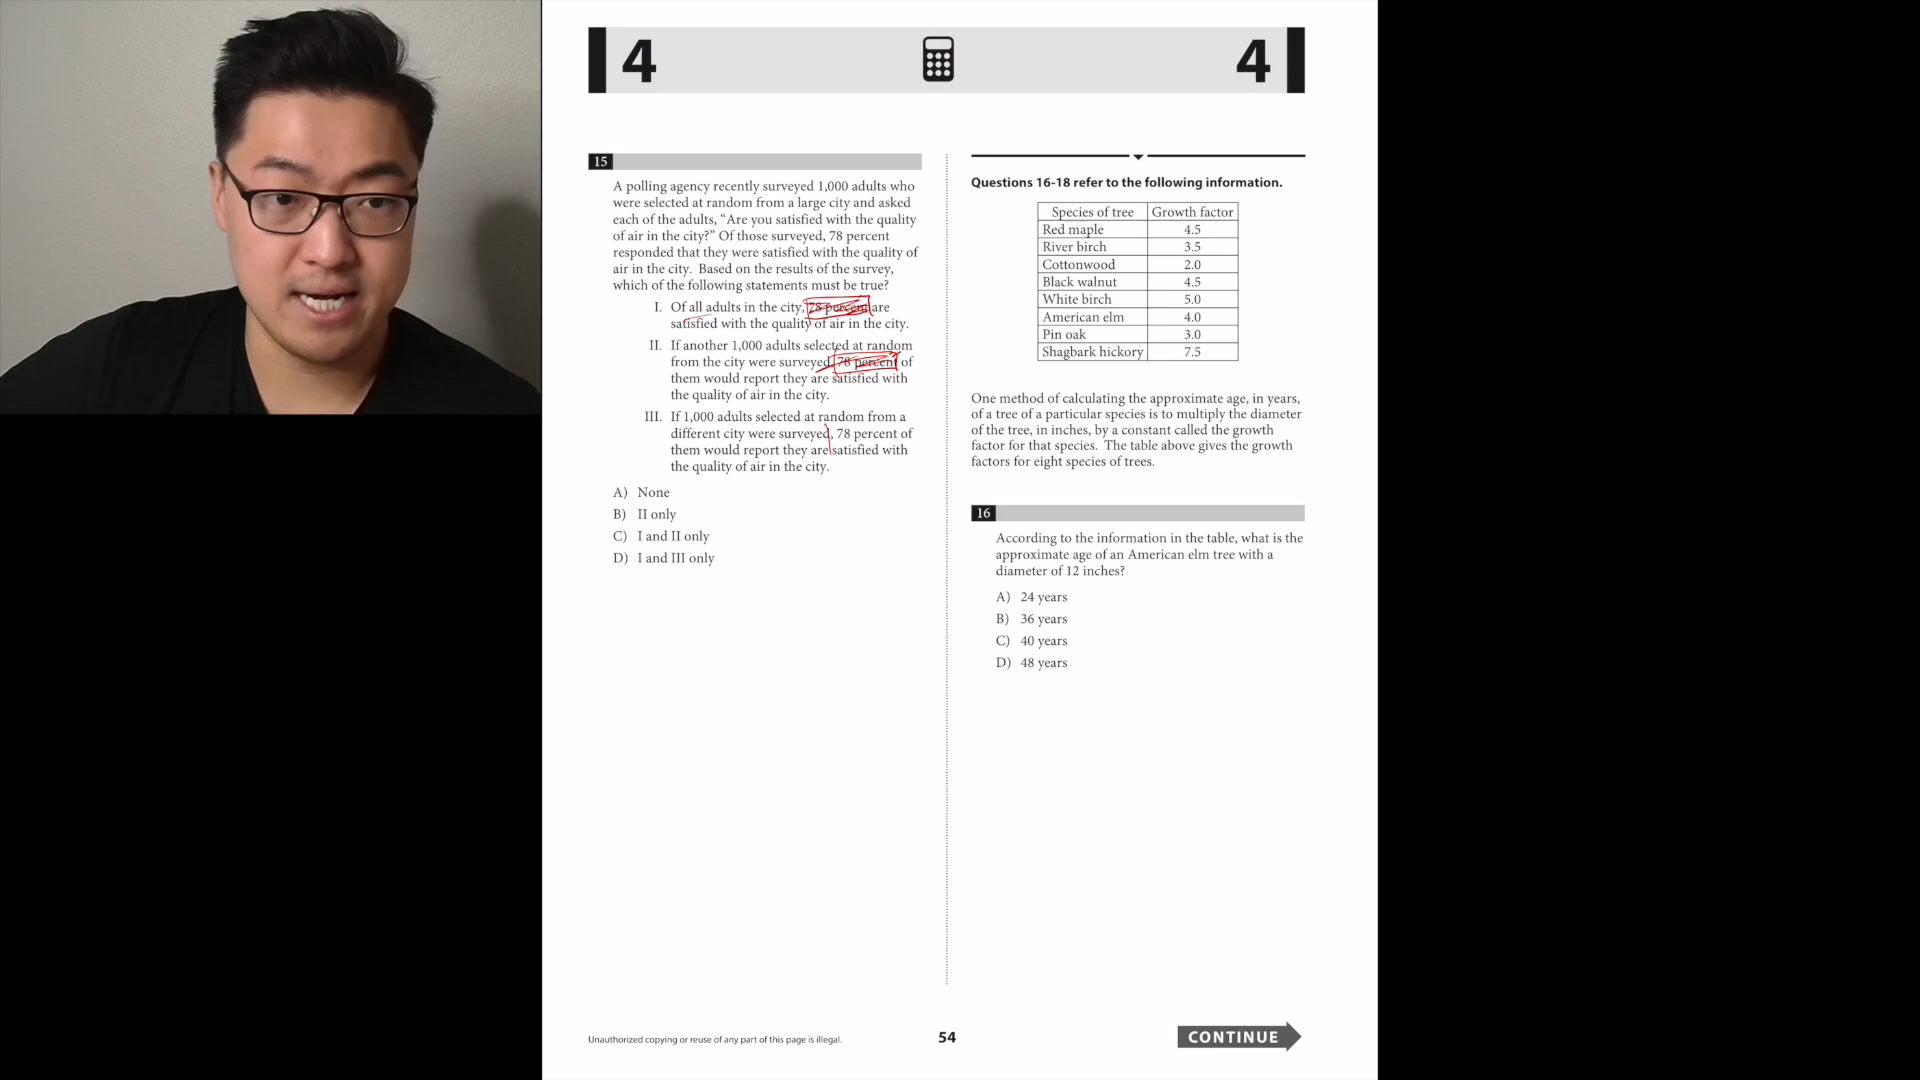 4 4
15
A polling agency recently surveyed 1,000 adults who
were selected at random from a large city and asked
each of the adults, “Are you satisfied with the quality
of air in the city?” Of those surveyed, 78 percent
responded that they were satisfied with the quality of
air in the city. Based on the results of the survey,
which of the following statements must be true?
I. Of all adults in the city, 78 percent are
satisfied with the quality of air in the city.
II. If another 1,000 adults selected at random
from the city were surveyed, 78 percent of
them would report they are satisfied with
the quality of air in the city.
III. If 1,000 adults selected at random from a
different city were surveyed, 78 percent of
them would report they are satisfied with
the quality of air in the city.
A) None
B) II only
C) I and II only
D) I and III only
Questions 16-18 refer to the following information.
Species of tree Growth factor
Red maple 4.5
River birch 3.5
Cottonwood 2.0
Black walnut 4.5
White birch 5.0
American elm 4.0
Pin oak 3.0
Shagbark hickory 7.5
One method of calculating the approximate age, in years,
of a tree of a particular species is to multiply the diameter
of the tree, in inches, by a constant called the growth
factor for that species. The table above gives the growth
factors for eight species of trees.
16
According to the information in the table, what is the
approximate age of an American elm tree with a
diameter of 12 inches?
A) 24 years
B) 36 years
C) 40 years
D) 48 years
Unauthorized copying or reuse of any part of this page is illegal.
54
CONTINUE